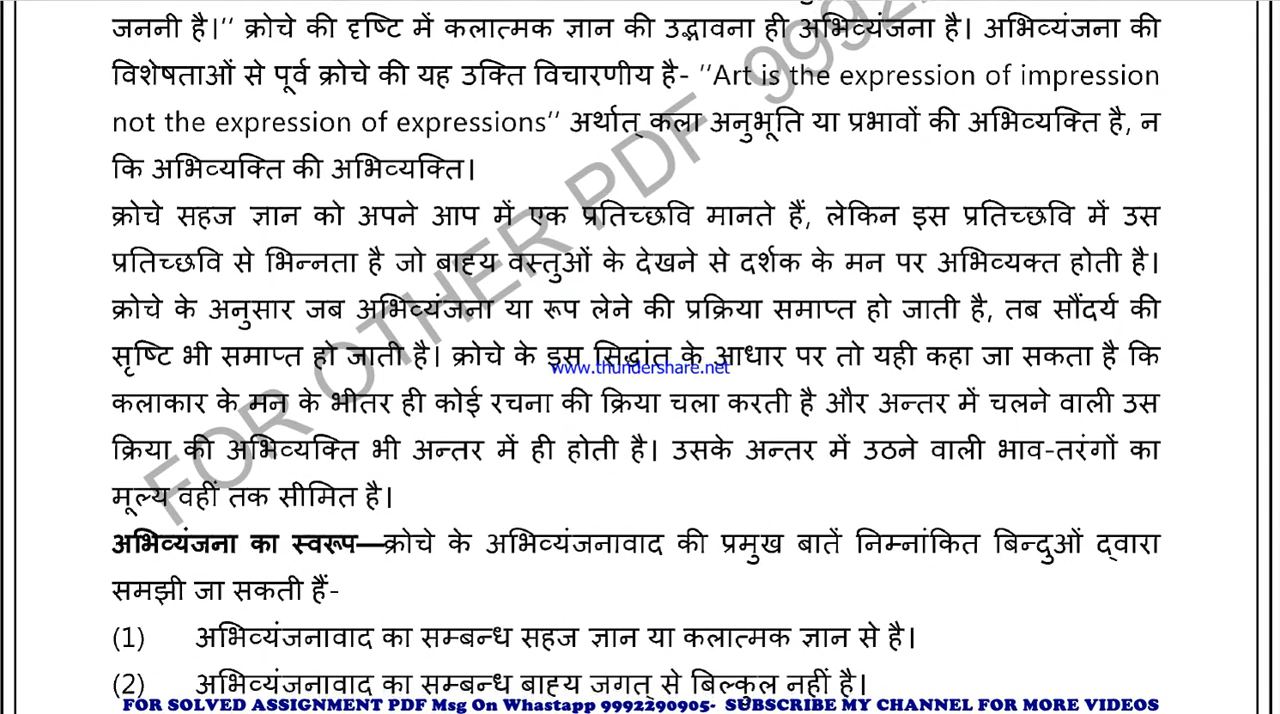 जननी है।" क्रोचे की दृष्टि में कलात्मक ज्ञान की उद्भावना ही अभिव्यंजना है। अभिव्यंजना की
विशेषताओं से पूर्व क्रोचे की यह उक्ति विचारणीय है- "Art is the expression of impression
not the expression of expressions" अर्थात् कला अनुभूति या प्रभावों की अभिव्यक्ति है, न
कि अभिव्यक्ति की अभिव्यक्ति।
क्रोचे सहज ज्ञान को अपने आप में एक प्रतिच्छवि मानते हैं, लेकिन इस प्रतिच्छवि में उस
प्रतिच्छवि से भिन्नता है जो बाह्य वस्तुओं के देखने से दर्शक के मन पर अभिव्यक्त होती है।
क्रोचे के अनुसार जब अभिव्यंजना या रूप लेने की प्रक्रिया समाप्त हो जाती है, तब सौंदर्य की
सृष्टि भी समाप्त हो जाती है। क्रोचे के इस सिद्धांत के आधार पर तो यही कहा जा सकता है कि
www.thundershare.net
कलाकार के मन के भीतर ही कोई रचना की क्रिया चला करती है और अन्तर में चलने वाली उस
क्रिया की अभिव्यक्ति भी अन्तर में ही होती है। उसके अन्तर में उठने वाली भाव-तरंगों का
मूल्य वहीं तक सीमित है।
अभिव्यंजना का स्वरूप—क्रोचे के अभिव्यंजनावाद की प्रमुख बातें निम्नांकित बिन्दुओं द्वारा
समझी जा सकती हैं-
(1) अभिव्यंजनावाद का सम्बन्ध सहज ज्ञान या कलात्मक ज्ञान से है।
(2) अभिव्यंजनावाद का सम्बन्ध बाह्य जगत् से बिल्कुल नहीं है।
FOR SOLVED ASSIGNMENT PDF Msg On Whastapp 9992290905- SUBSCRIBE MY CHANNEL FOR MORE VIDEOS
FOR OTHER PDF 9992